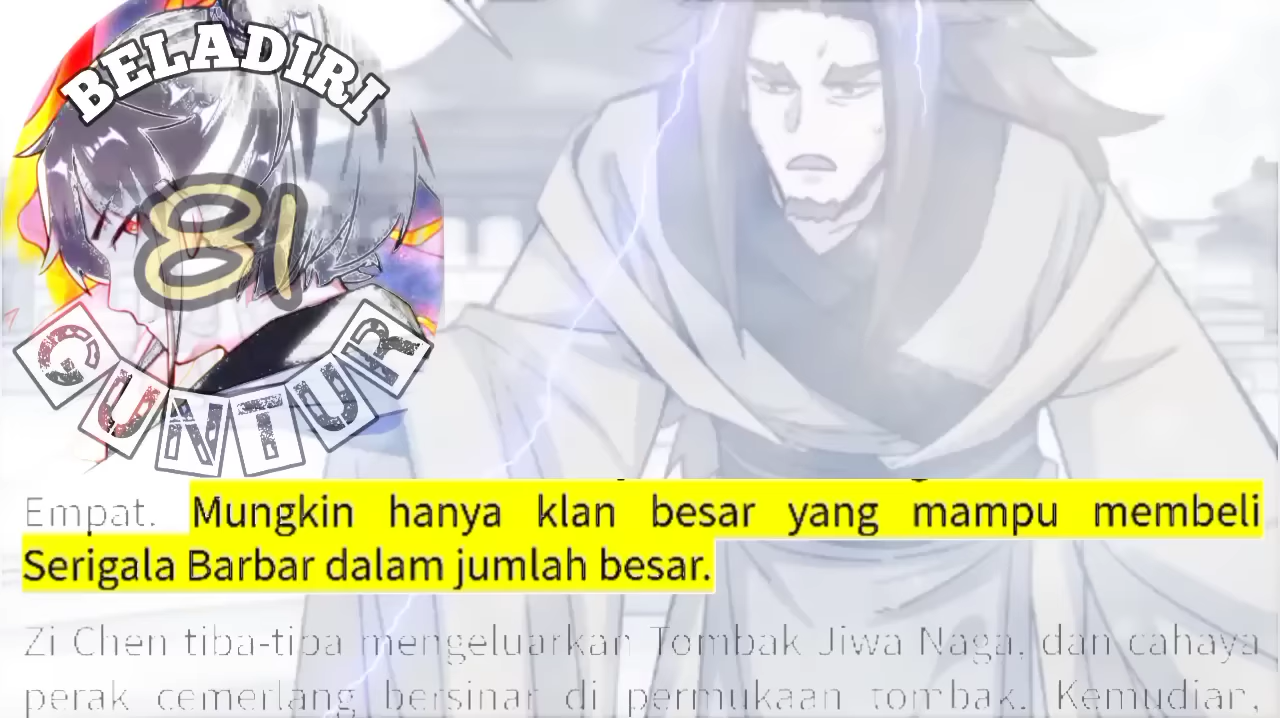 BELADIRI
81
GUNTUR
Empat. Mungkin hanya klan besar yang mampu membeli
Serigala Barbar dalam jumlah besar.
Zi Chen tiba-tiba mengeluarkan Tombak Jiwa Naga, dan cahaya
perak cemerlang bersinar di permukaan tombak. Kemudian,